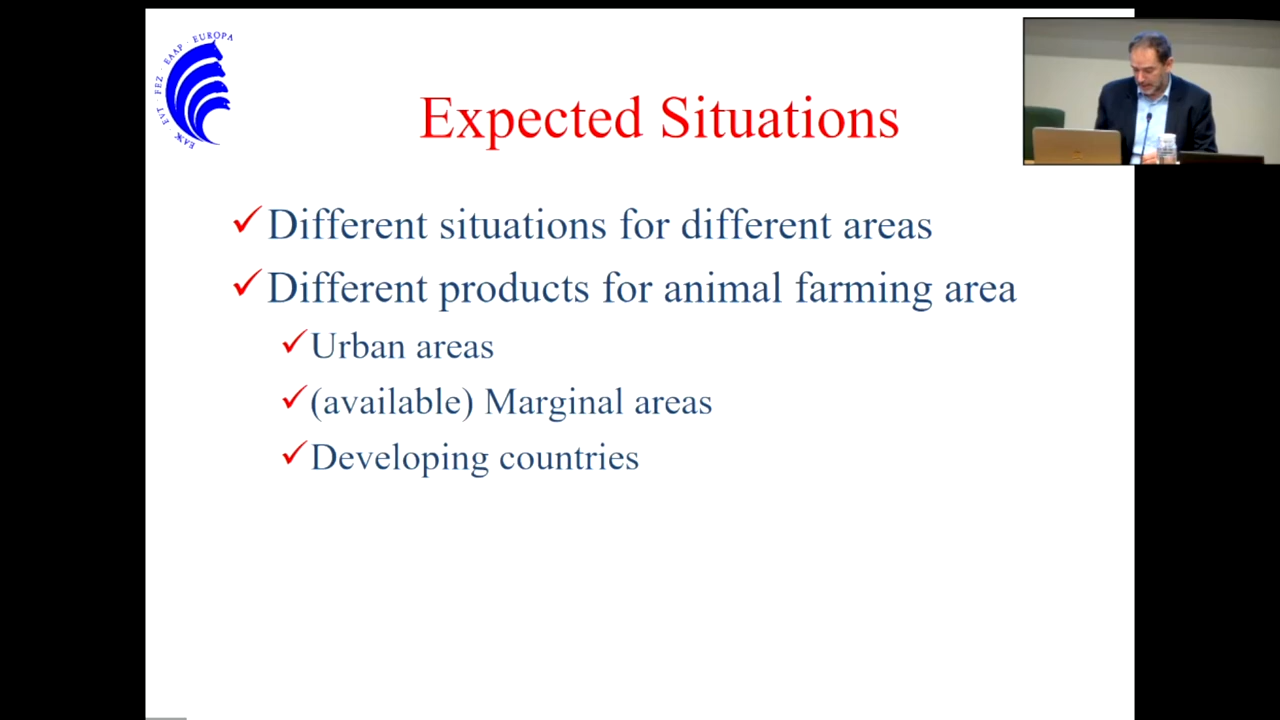 ЕАЖ · EVT · FEZ · EAAP · EUROPA
Expected Situations
Different situations for different areas
Different products for animal farming area
Urban areas
(available) Marginal areas
Developing countries